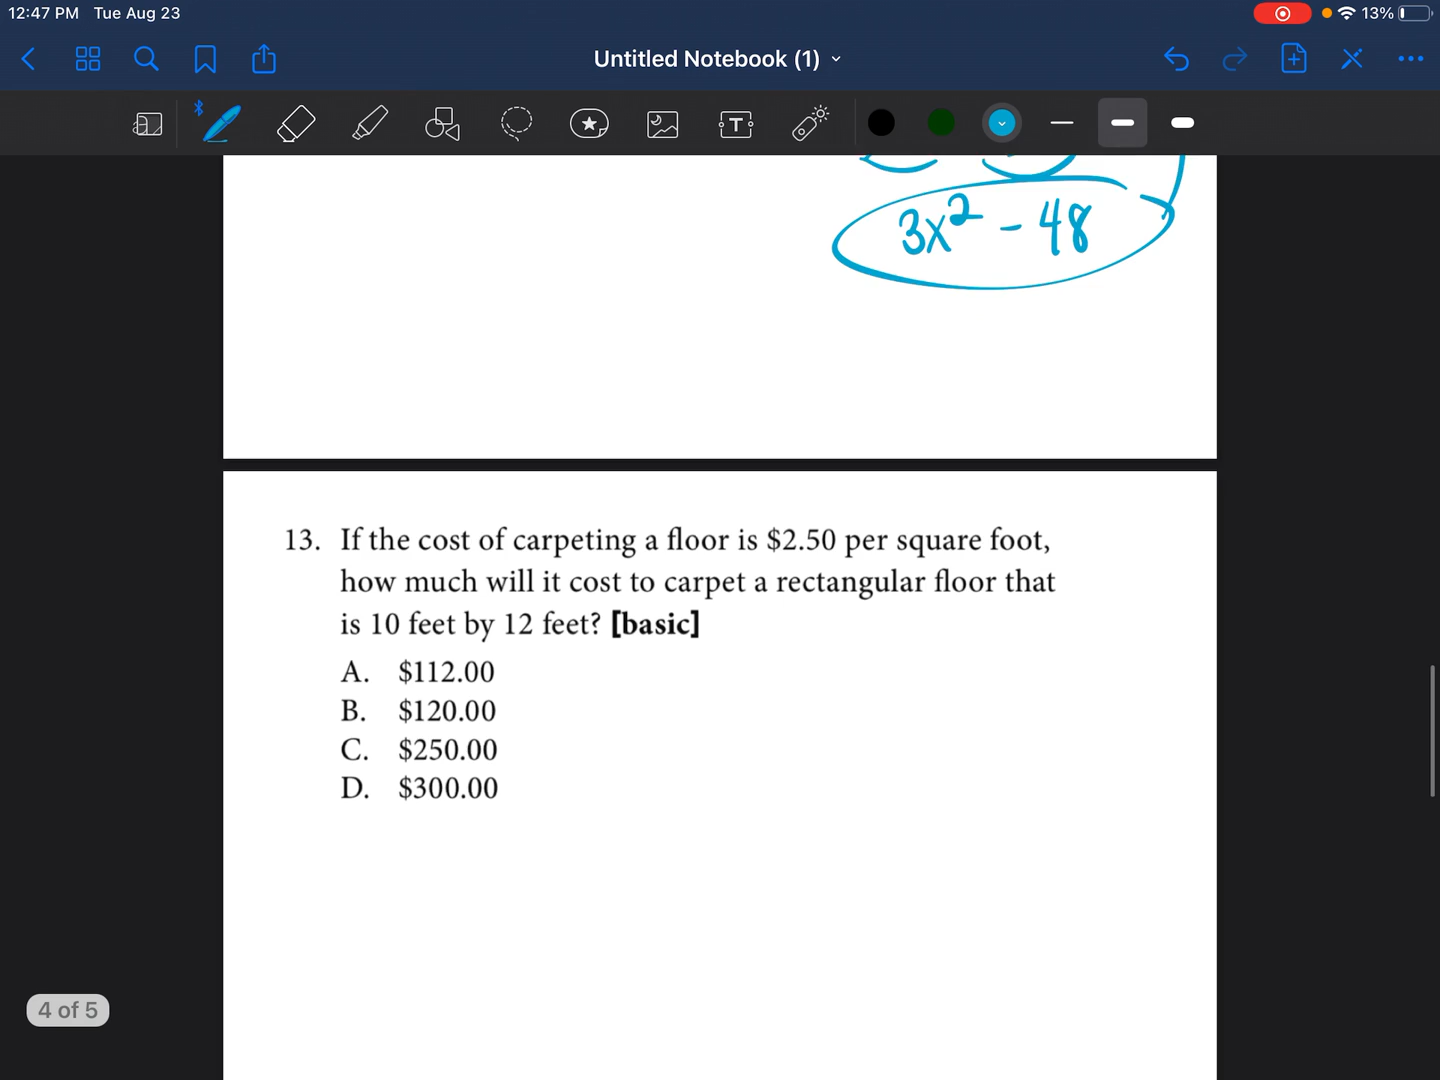 12:47 PM Tue Aug 23
13%
Untitled Notebook (1)
3x² - 48
13. If the cost of carpeting a floor is $2.50 per square foot,
how much will it cost to carpet a rectangular floor that
is 10 feet by 12 feet? [basic]
A. $112.00
B. $120.00
C. $250.00
D. $300.00
4 of 5